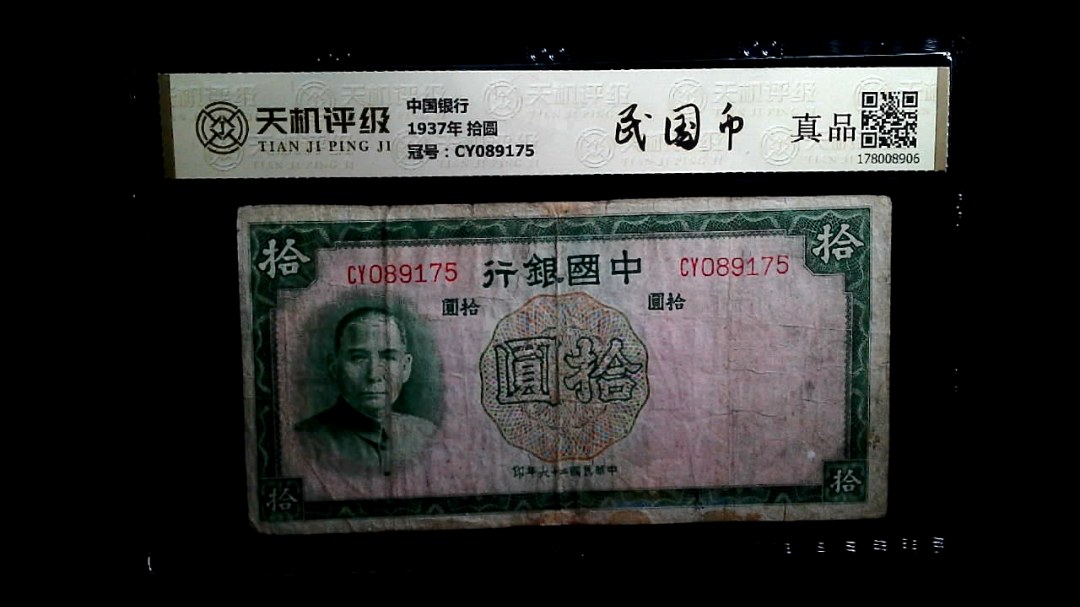 天机评级
TIAN JI PING JI
中国银行
1937年 拾圆
冠号：CY089175
民国币
真品
178008906
拾
拾
CY089175
行銀國中
CY089175
圓拾
圓拾
圓拾
印年六十二國民華中
拾
拾